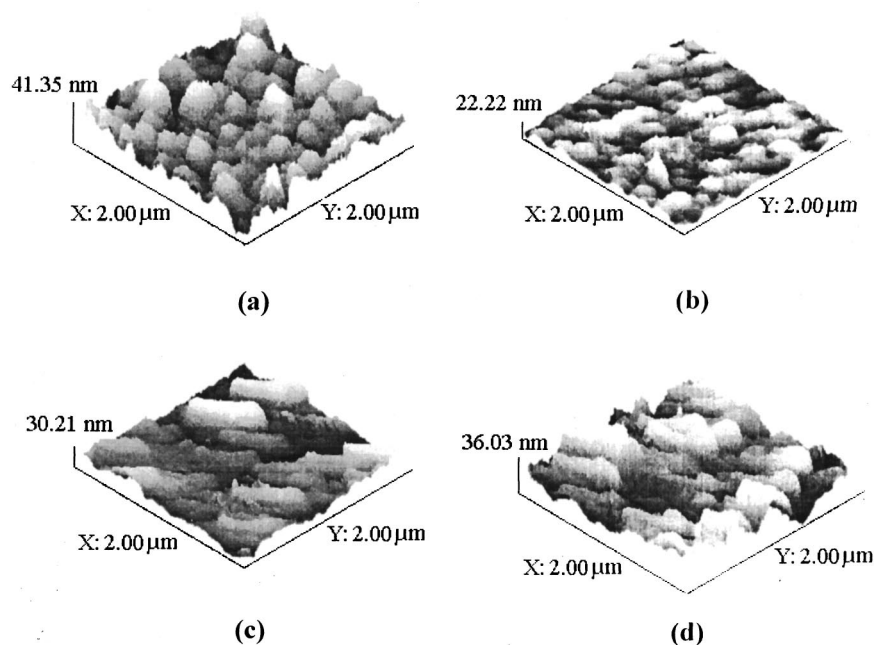 41.35 nm
X: 2.00 µm
Y: 2.00 µm
(a)
22.22 nm
X: 2.00 µm
Y: 2.00 µm
(b)
30.21 nm
X: 2.00 µm
Y: 2.00 µm
(c)
36.03 nm
X: 2.00 µm
Y: 2.00 µm
(d)